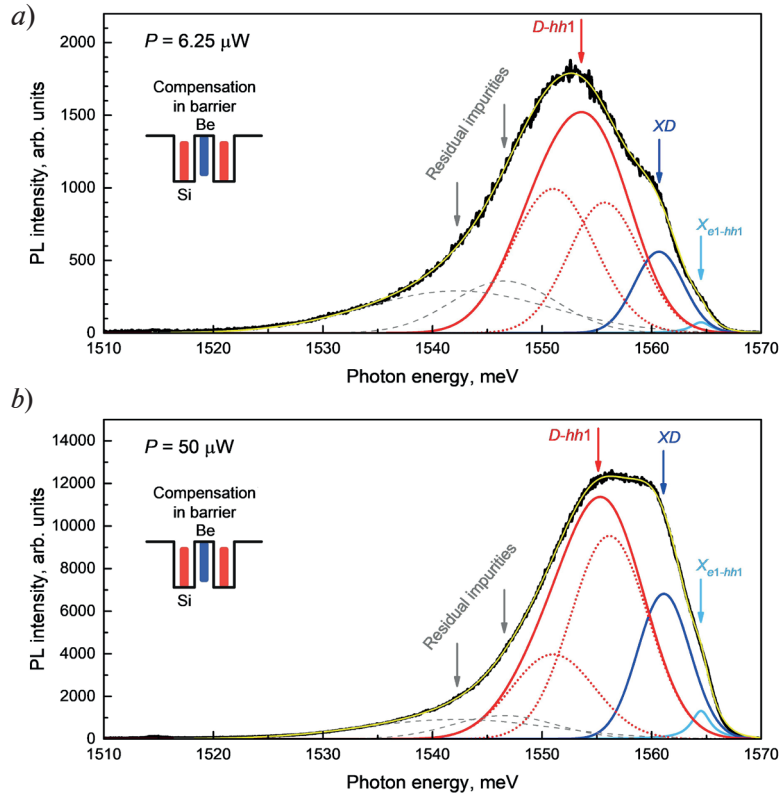 a)
P = 6.25 μW
Compensation
in barrier
Be
Si
Residual impurities
D-hh1
XD
Xe1-hh1
PL intensity, arb. units
2000
1500
1000
500
0
1510 1520 1530 1540 1550 1560 1570
Photon energy, meV
b)
P = 50 μW
Compensation
in barrier
Be
Si
Residual impurities
D-hh1
XD
Xe1-hh1
PL intensity, arb. units
14000
12000
10000
8000
6000
4000
2000
0
1510 1520 1530 1540 1550 1560 1570
Photon energy, meV